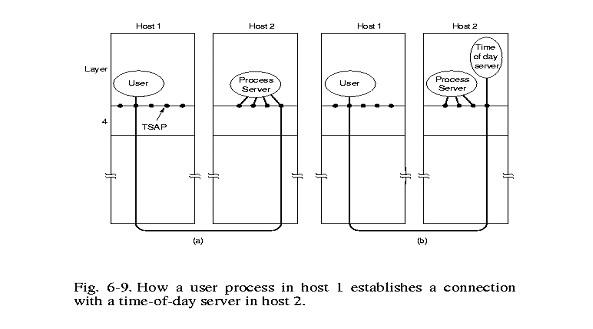 Host 1
Host 2
Host 1
Host 2
Time
of day
server
Layer
User
Process
Server
User
Process
Server
4
TSAP
(a)
(b)
Fig. 6-9. How a user process in host 1 establishes a connection
with a time-of-day server in host 2.